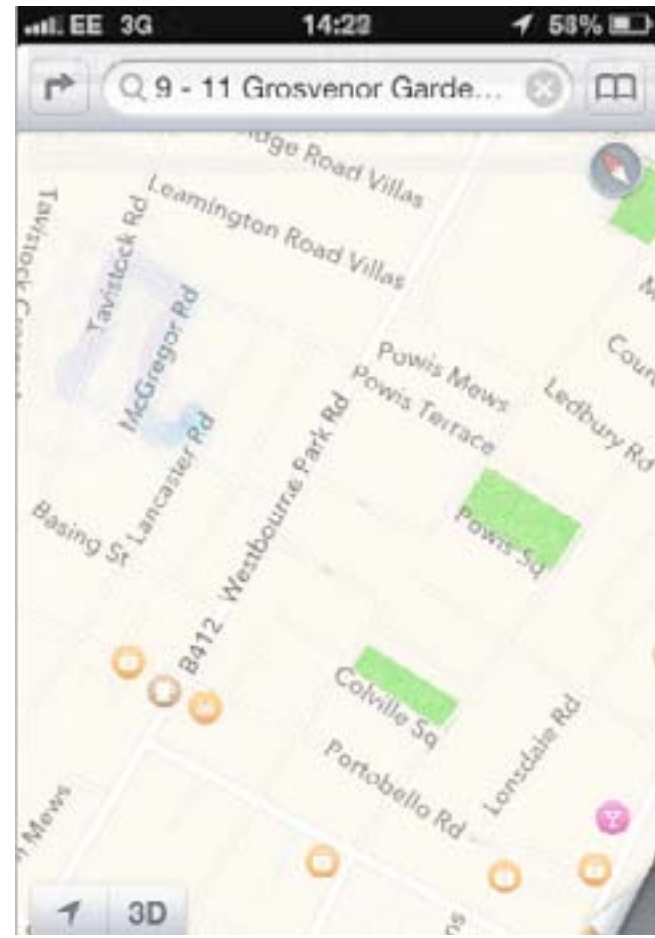 EE 3G 14:23 58%
9 - 11 Grosvenor Garde...
dge Road Villas
Leamington Road Villas
Tavistock Rd
McGregor Rd
Lancaster Rd
Basing St
Powis Mews
Powis Terrace
Ledbury Rd
B412 Westbourne Park Rd
Powis Sq
Colville Sq
Portobello Rd
Lonsdale Rd
Mews
3D